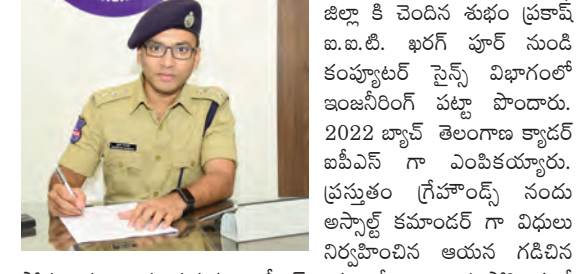 జిల్లా కి చెందిన శుభం ప్రకాష్
ఐ.ఐ.టి. ఖరగ్ పూర్ నుండి
కంప్యూటర్ సైన్స్ విభాగంలో
ఇంజనీరింగ్ పట్టా పొందారు.
2022 బ్యాచ్ తెలంగాణ క్యాడర్
ఐపీఎస్ గా ఎంపికయ్యారు.
ప్రస్తుతం గ్రేహౌండ్స్ నందు
అస్సాల్ట్ కమాండర్ గా విధులు
నిర్వహించిన ఆయన గడిచిన